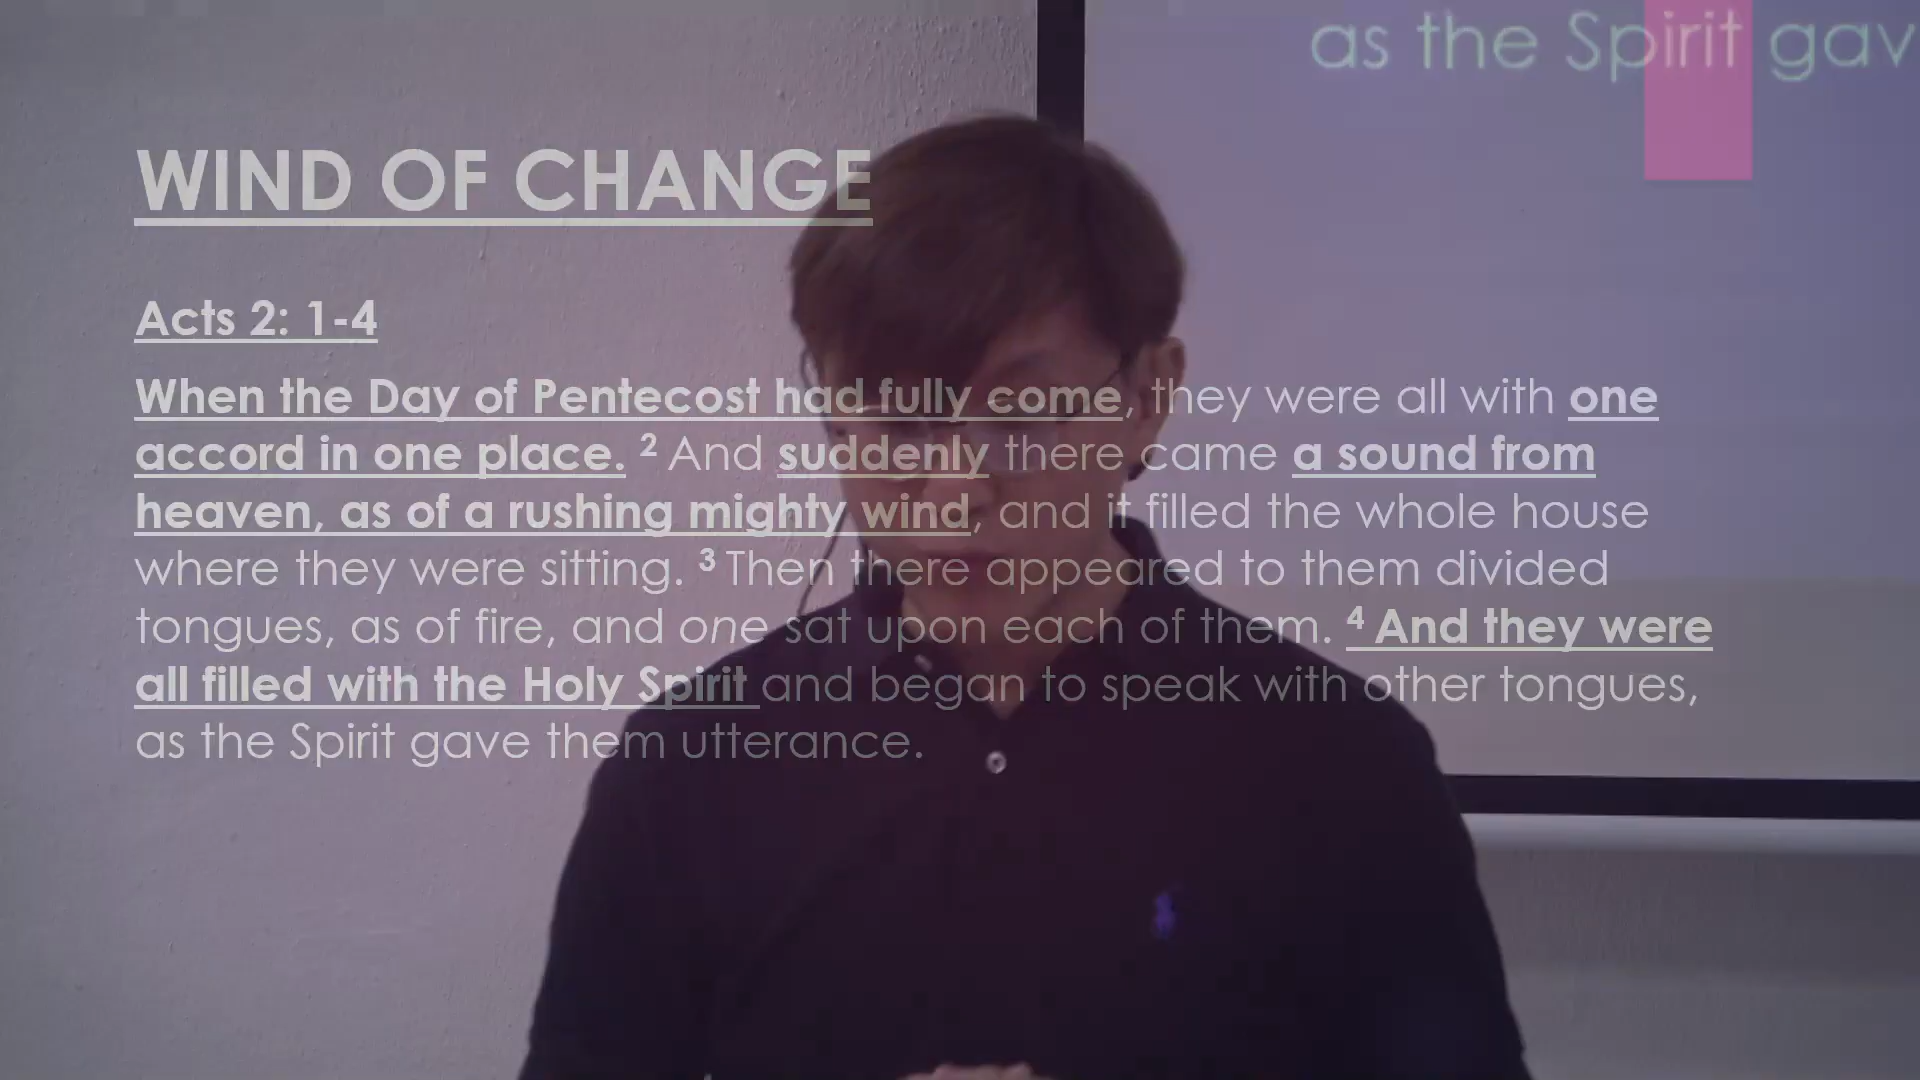 as the Spirit gav
WIND OF CHANGE
Acts 2: 1-4
When the Day of Pentecost had fully come, they were all with one
accord in one place. 2 And suddenly there came a sound from
heaven, as of a rushing mighty wind, and it filled the whole house
where they were sitting. 3 Then there appeared to them divided
tongues, as of fire, and one sat upon each of them. 4 And they were
all filled with the Holy Spirit and began to speak with other tongues,
as the Spirit gave them utterance.